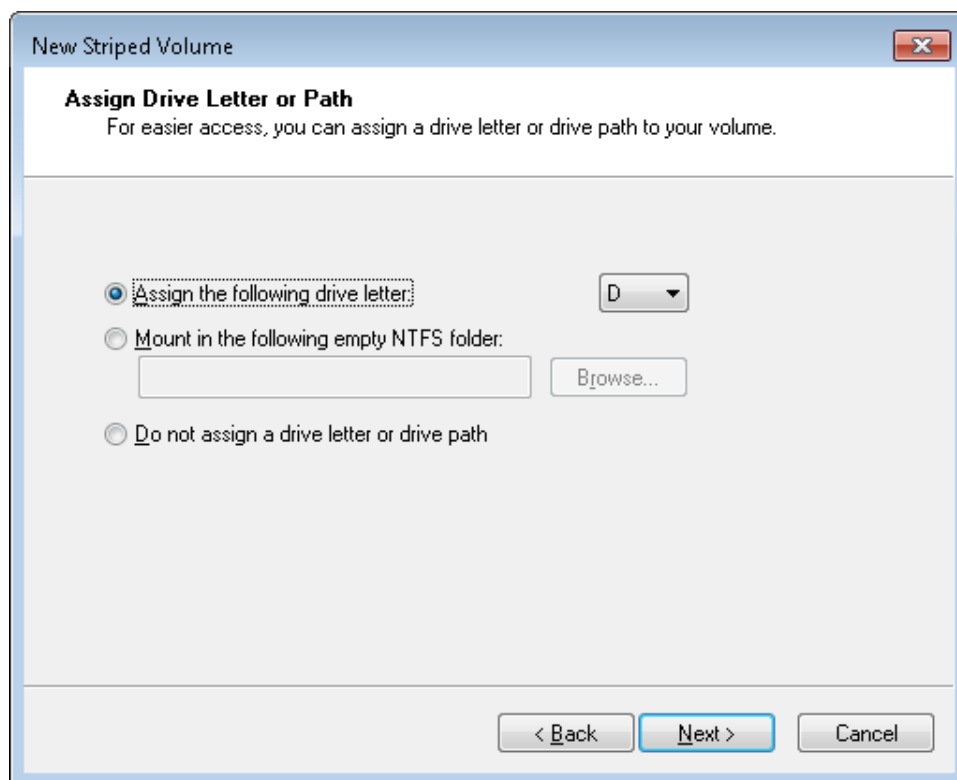 New Striped Volume
Assign Drive Letter or Path
For easier access, you can assign a drive letter or drive path to your volume.
Assign the following drive letter: D
Mount in the following empty NTFS folder:
Browse...
Do not assign a drive letter or drive path
< Back Next > Cancel